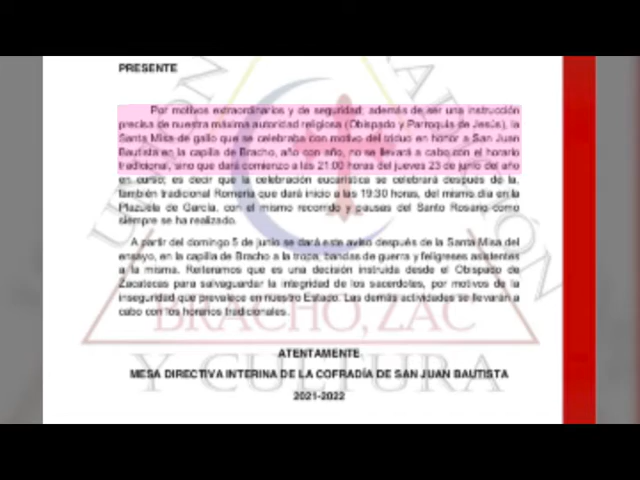 PRESENTE
Por motivos extraordinarios y de seguridad, además de ser una instrucción
precisa de nuestra máxima autoridad religiosa (Obispado y Parroquia de Jesús), la
Santa Misa de gallo que se celebraba con motivo del triduo en honor a San Juan
Bautista en la capilla de Bracho, año con año, no se llevará a cabo con el horario
tradicional, sino que dará comienzo a las 21:00 horas del jueves 23 de junio del año
en curso; es decir que la celebración eucarística se celebrará después de la,
también tradicional Romería que dará inicio a las 19:30 horas, del mismo día en la
Plazuela de García, con el mismo recorrido y pausas del Santo Rosario como
siempre se ha realizado.
A partir del domingo 5 de junio se dará este aviso después de la Santa Misa del
ensayo, en la capilla de Bracho a la tropa, bandas de guerra y feligreses asistentes
a la misma. Reiteramos que es una decisión instruida desde el Obispado de
Zacatecas para salvaguardar la integridad de los sacerdotes, por motivos de la
inseguridad que prevalece en nuestro Estado. Las demás actividades se llevarán a
cabo con los horarios tradicionales.
BRACHO, ZAC
ATENTAMENTE
Y CULTURA
MESA DIRECTIVA INTERINA DE LA COFRADÍA DE SAN JUAN BAUTISTA
2021-2022